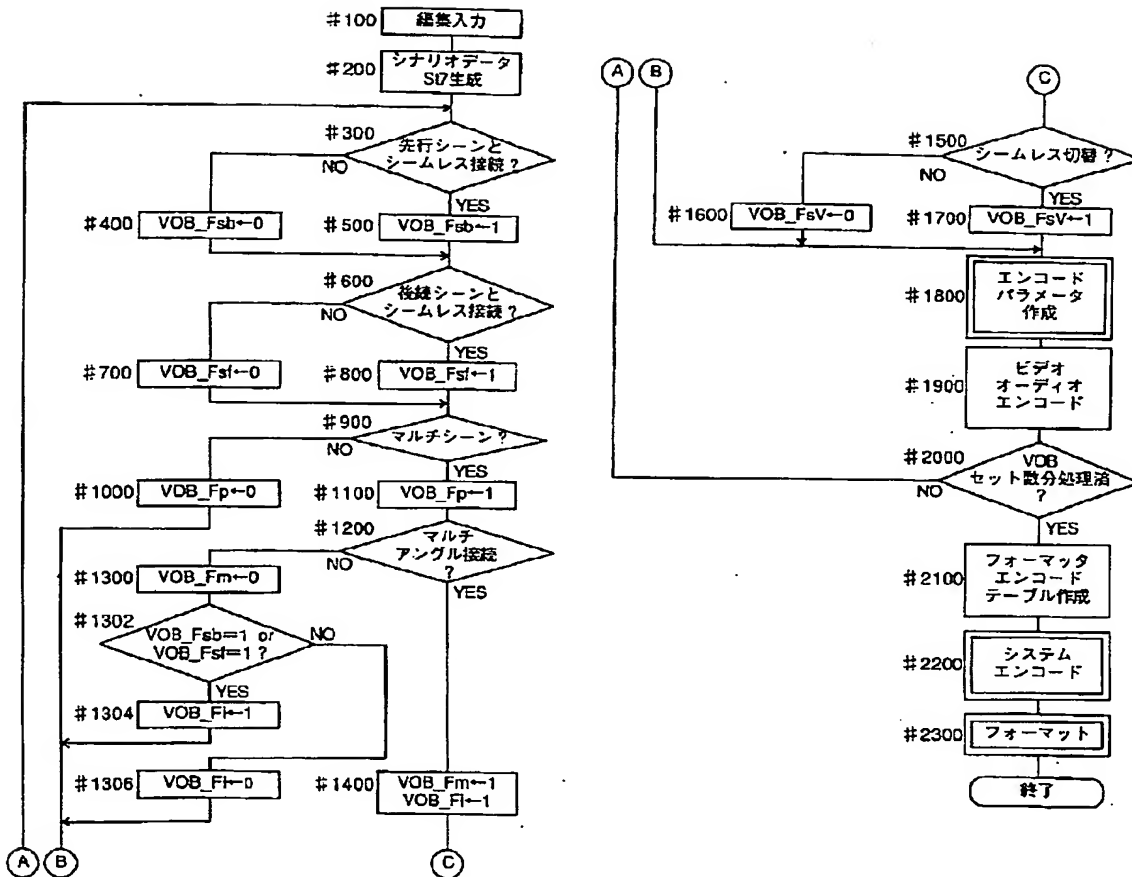 #100
編集入力
#200
シナリオデータ
St7生成
#300
先行シーンと
シームレス接続？
NO
YES
#400
VOB_Fsb←0
#500
VOB_Fsb←1
#600
後続シーンと
シームレス接続？
NO
YES
#700
VOB_Fsf←0
#800
VOB_Fsf←1
#900
マルチシーン？
NO
YES
#1000
VOB_Fp←0
#1100
VOB_Fp←1
#1200
マルチ
アングル接続
？
NO
YES
#1300
VOB_Fm←0
#1302
VOB_Fsb=1 or
VOB_Fsf=1 ?
NO
YES
#1304
VOB_Fi←1
#1306
VOB_Fi←0
#1400
VOB_Fm←1
VOB_Fi←1
A
B
C
A
B
C
#1500
シームレス切替？
NO
YES
#1600
VOB_FsV←0
#1700
VOB_FsV←1
#1800
エンコード
パラメータ
作成
#1900
ビデオ
オーディオ
エンコード
#2000
VOB
セット数分処理済
？
NO
YES
#2100
フォーマッタ
エンコード
テーブル作成
#2200
システム
エンコード
#2300
フォーマット
終了